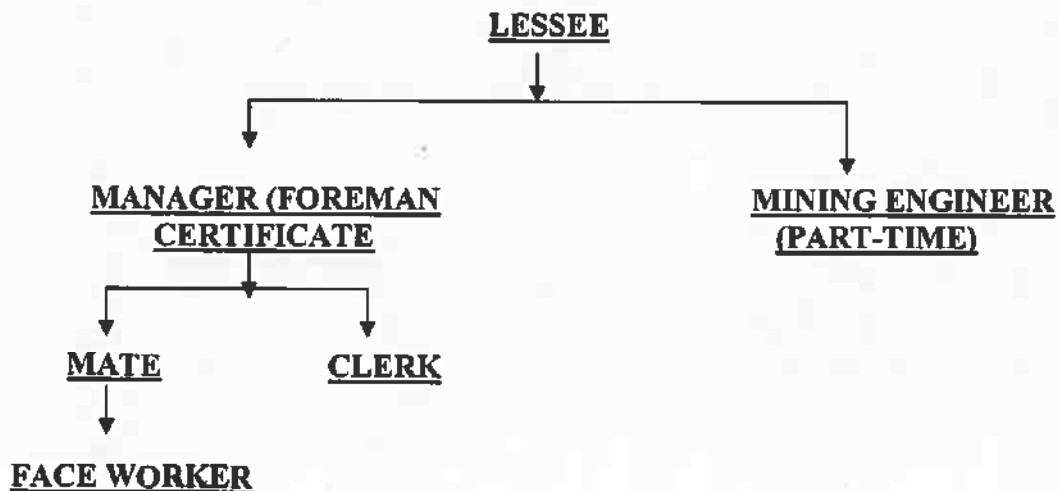 LESSEE
MANAGER (FOREMAN
CERTIFICATE
MINING ENGINEER
(PART-TIME)
MATE
CLERK
FACE WORKER